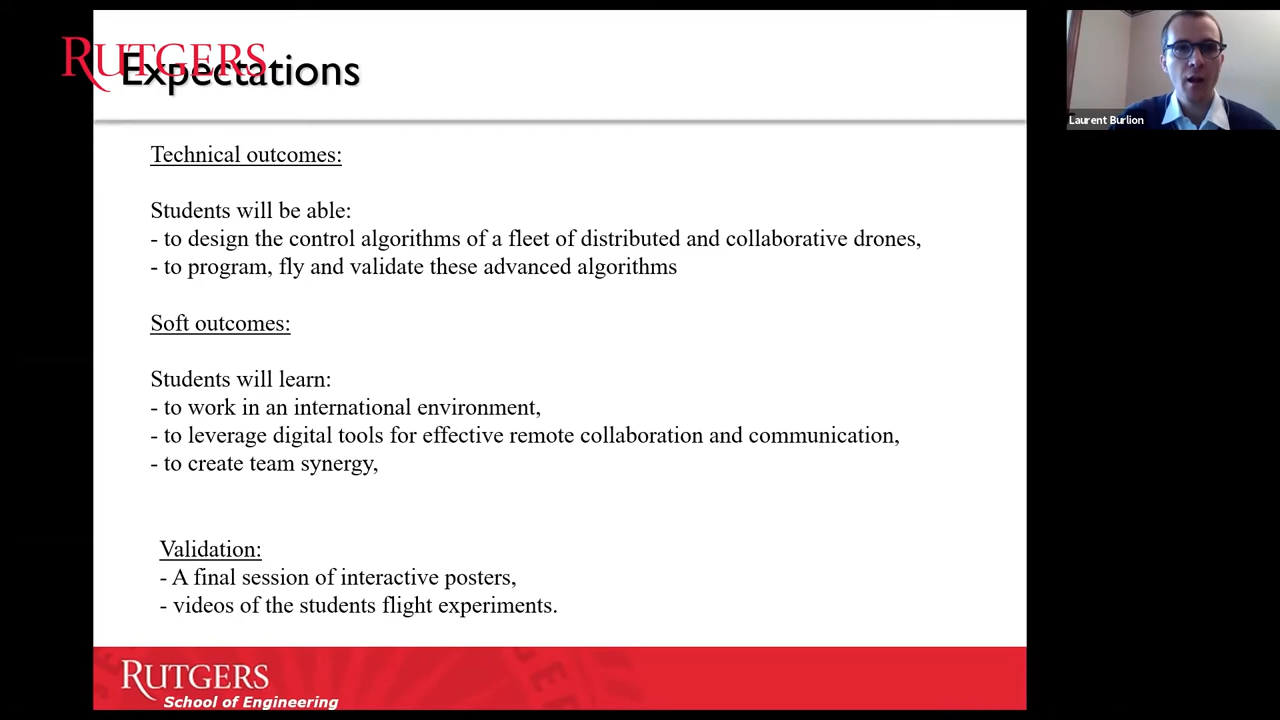 RUTGERS
Expectations
Laurent Burlion
Technical outcomes:
Students will be able:
- to design the control algorithms of a fleet of distributed and collaborative drones,
- to program, fly and validate these advanced algorithms
Soft outcomes:
Students will learn:
- to work in an international environment,
- to leverage digital tools for effective remote collaboration and communication,
- to create team synergy,
Validation:
- A final session of interactive posters,
- videos of the students flight experiments.
RUTGERS
School of Engineering